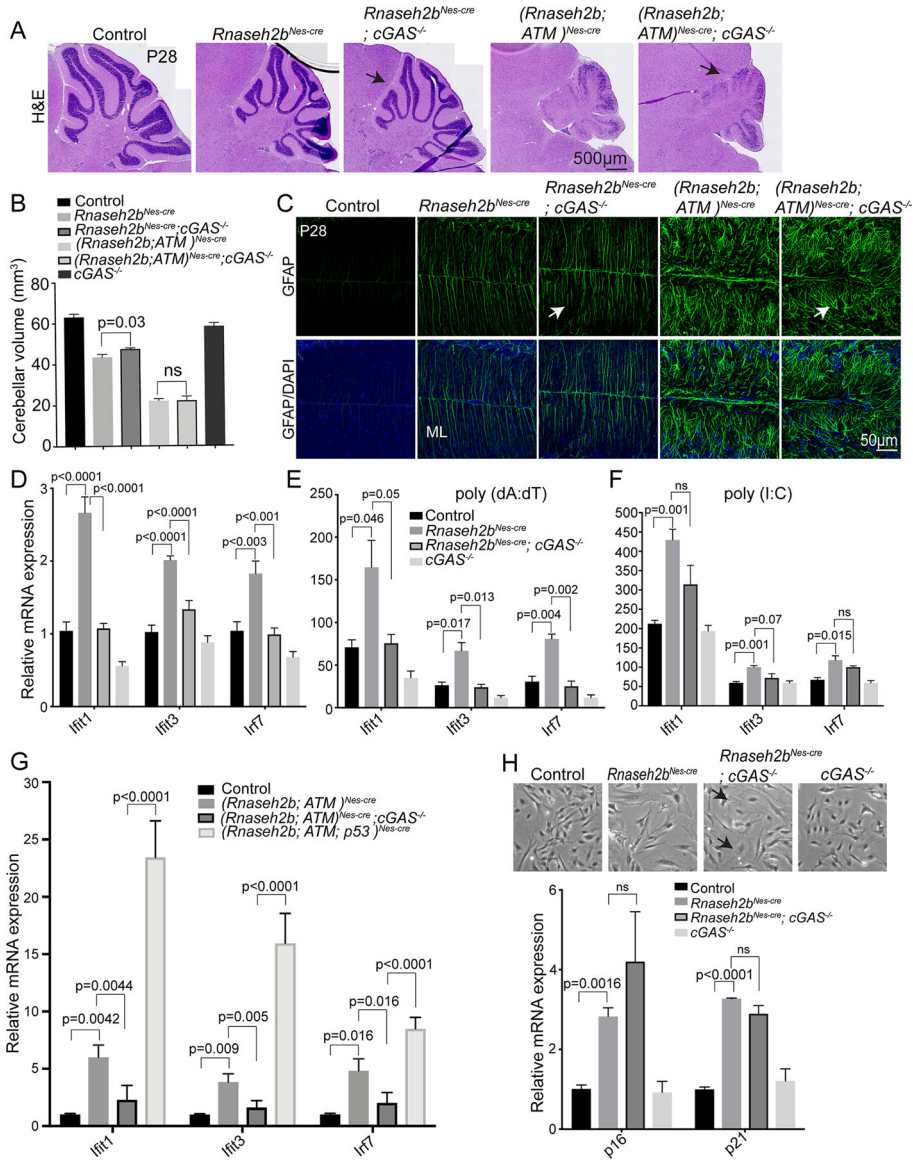 A
Control
Rnaseh2b^Nes-cre
Rnaseh2b^Nes-cre
; cGAS^-/-
(Rnaseh2b;
ATM )^Nes-cre
(Rnaseh2b;
ATM)^Nes-cre; cGAS^-/-
P28
H&E
500µm
B
Control
Rnaseh2b^Nes-cre
Rnaseh2b^Nes-cre;cGAS^-/-
(Rnaseh2b;ATM )^Nes-cre
(Rnaseh2b;ATM)^Nes-cre;cGAS^-/-
cGAS^-/-
Cerebellar volume (mm³)
80
60
40
20
0
p=0.03
ns
C
Control
Rnaseh2b^Nes-cre
Rnaseh2b^Nes-cre
; cGAS^-/-
(Rnaseh2b;
ATM )^Nes-cre
(Rnaseh2b;
ATM)^Nes-cre; cGAS^-/-
P28
GFAP
GFAP/DAPI
ML
50µm
D
Relative mRNA expression
3
2
1
0
p<0.0001
p<0.0001
p<0.0001
p<0.0001
p<0.003
p<0.001
Ifit1
Ifit3
Irf7
E
poly (dA:dT)
250
200
150
100
50
0
Control
Rnaseh2b^Nes-cre
Rnaseh2b^Nes-cre; cGAS^-/-
cGAS^-/-
p=0.05
p=0.046
p=0.017
p=0.013
p=0.004
p=0.002
Ifit1
Ifit3
Irf7
F
poly (I:C)
500
450
400
350
300
250
200
150
100
50
ns
p=0.001
p=0.07
p=0.001
ns
p=0.015
Ifit1
Ifit3
Irf7
G
Control
(Rnaseh2b; ATM )^Nes-cre
(Rnaseh2b; ATM)^Nes-cre;cGAS^-/-
(Rnaseh2b; ATM; p53 )^Nes-cre
Relative mRNA expression
30
25
20
15
10
5
0
p<0.0001
p=0.0044
p=0.0042
p<0.0001
p=0.005
p=0.009
p<0.0001
p=0.016
p=0.016
Ifit1
Ifit3
Irf7
H
Control
Rnaseh2b^Nes-cre
Rnaseh2b^Nes-cre
; cGAS^-/-
cGAS^-/-
Control
Rnaseh2b^Nes-cre
Rnaseh2b^Nes-cre; cGAS^-/-
cGAS^-/-
Relative mRNA expression
6
4
2
0
ns
p=0.0016
ns
p<0.0001
p16
p21